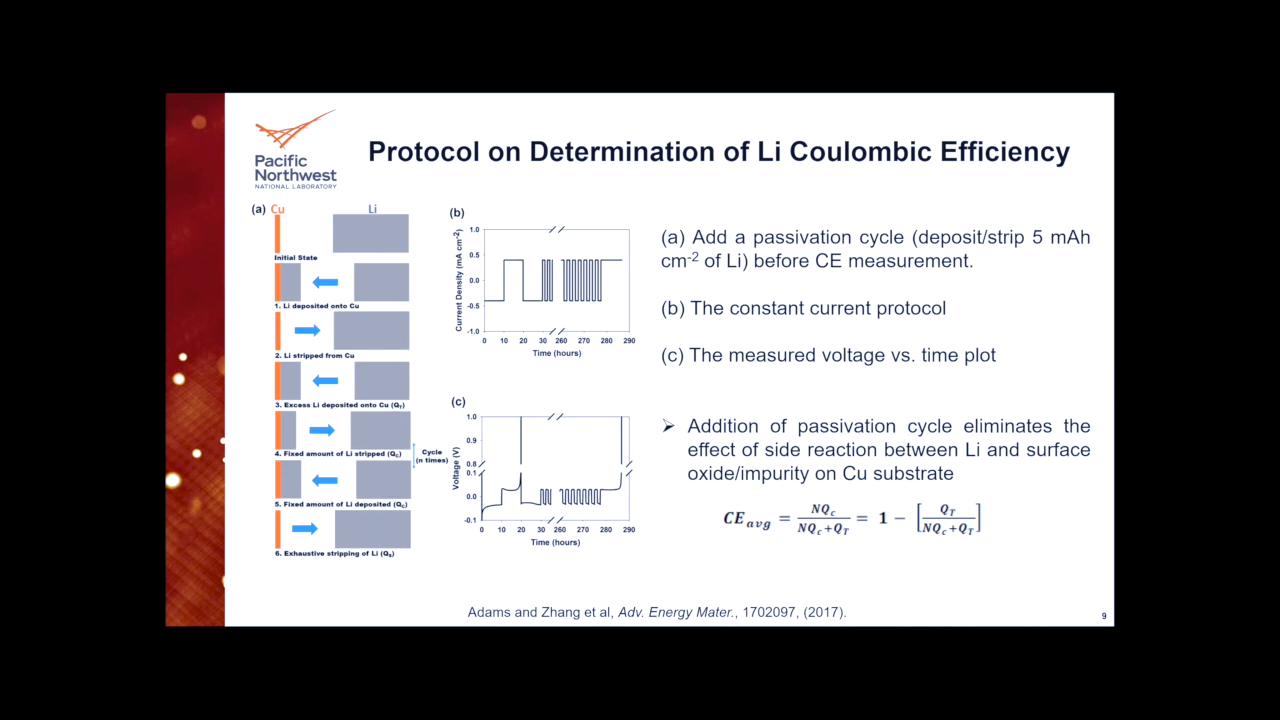 Pacific
Northwest
NATIONAL LABORATORY
Protocol on Determination of Li Coulombic Efficiency
(a) Cu Li
Initial State
1. Li deposited onto Cu
2. Li stripped from Cu
3. Excess Li deposited onto Cu (Q_T)
4. Fixed amount of Li stripped (Q_C)
Cycle
(n times)
5. Fixed amount of Li deposited (Q_C)
6. Exhaustive stripping of Li (Q_S)
(b)
Current Density (mA cm⁻²)
1.0
0.5
0.0
-0.5
-1.0
0 10 20 30 260 270 280 290
Time (hours)
(c)
Voltage (V)
1.0
0.9
0.8
0.1
0.0
-0.1
0 10 20 30 260 270 280 290
Time (hours)
(a) Add a passivation cycle (deposit/strip 5 mAh
cm⁻² of Li) before CE measurement.
(b) The constant current protocol
(c) The measured voltage vs. time plot
➢ Addition of passivation cycle eliminates the
effect of side reaction between Li and surface
oxide/impurity on Cu substrate
CE_avg = NQ_c / (NQ_c+Q_T) = 1 − [Q_T / (NQ_c+Q_T)]
Adams and Zhang et al, Adv. Energy Mater., 1702097, (2017).
9